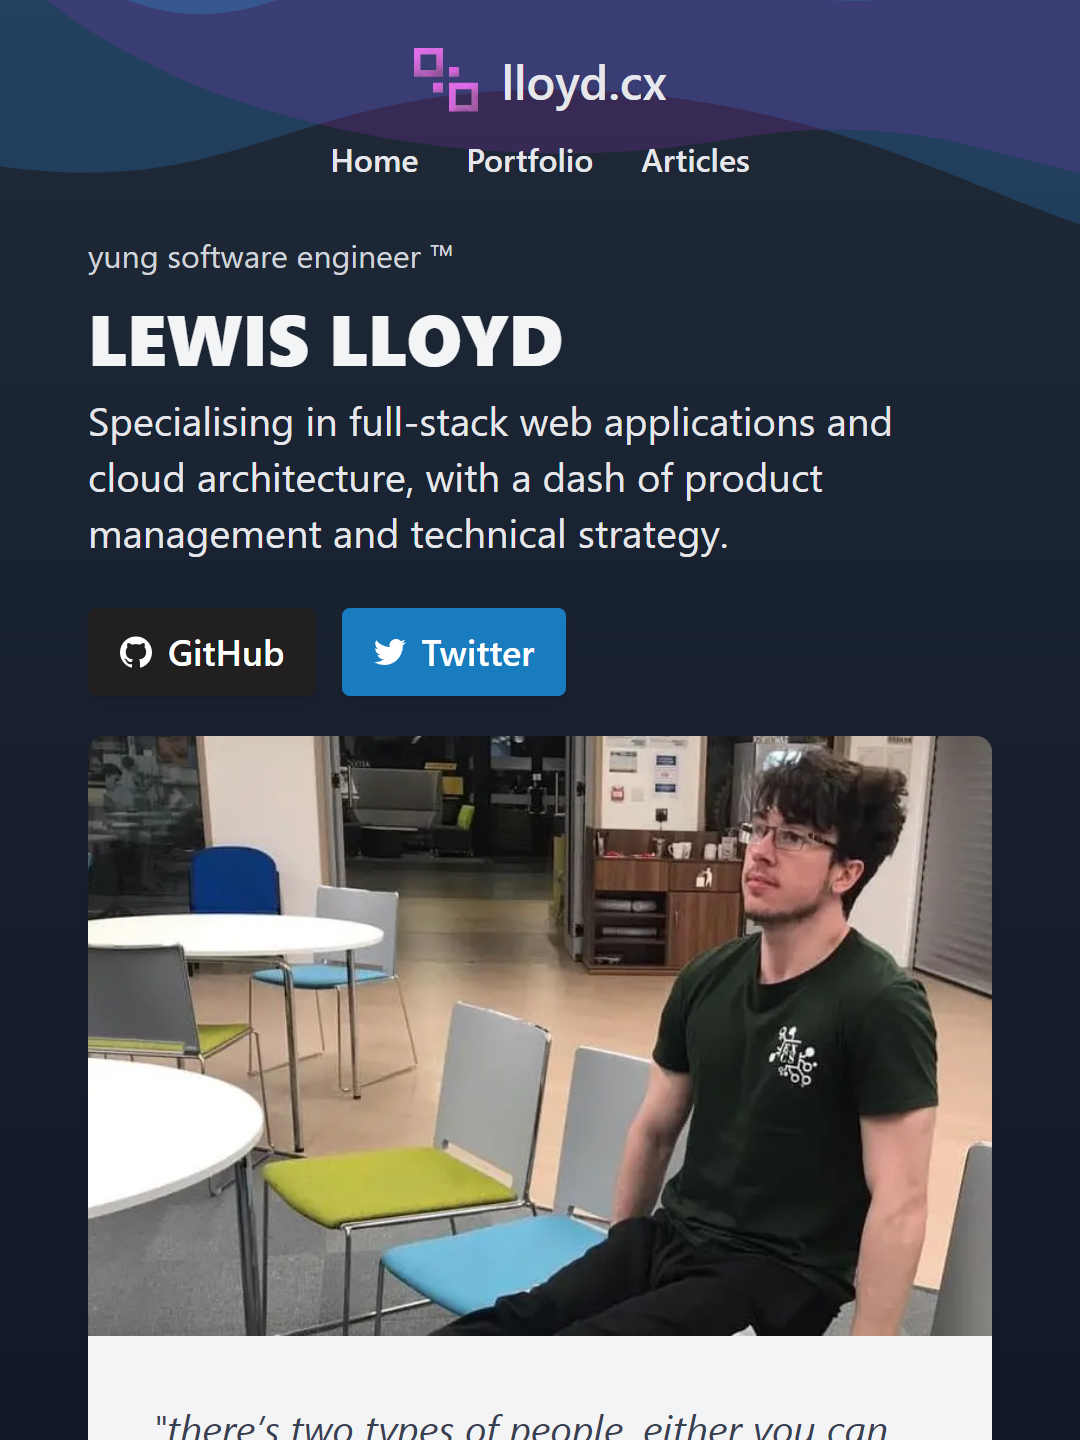 lloyd.cx
Home Portfolio Articles
yung software engineer ™
LEWIS LLOYD
Specialising in full-stack web applications and
cloud architecture, with a dash of product
management and technical strategy.
GitHub Twitter
"there's two types of people, either you can